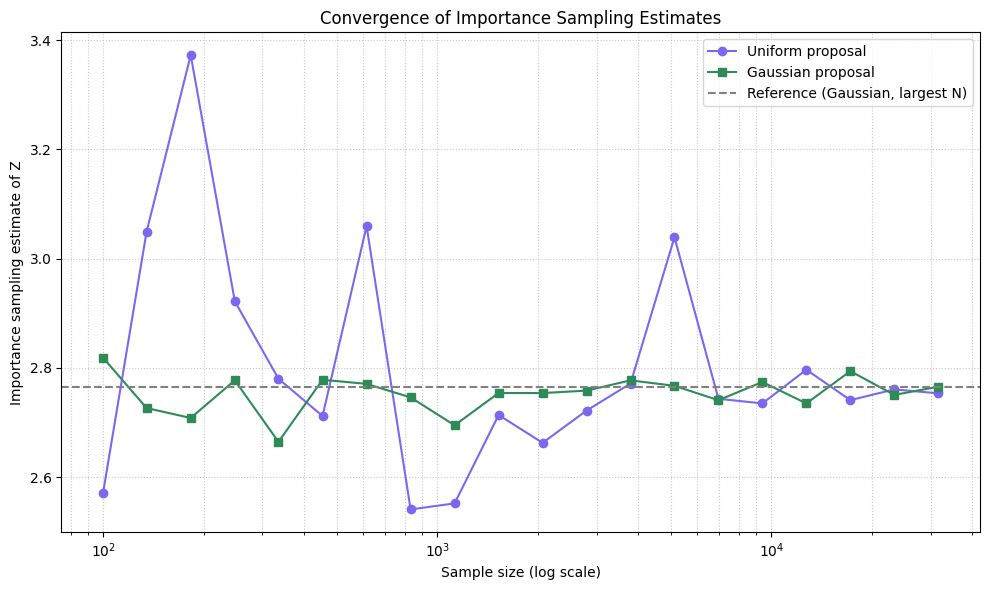 Convergence of Importance Sampling Estimates
Uniform proposal
Gaussian proposal
Reference (Gaussian, largest N)
Importance sampling estimate of Z
3.4
3.2
3.0
2.8
2.6
10²
10³
10⁴
Sample size (log scale)